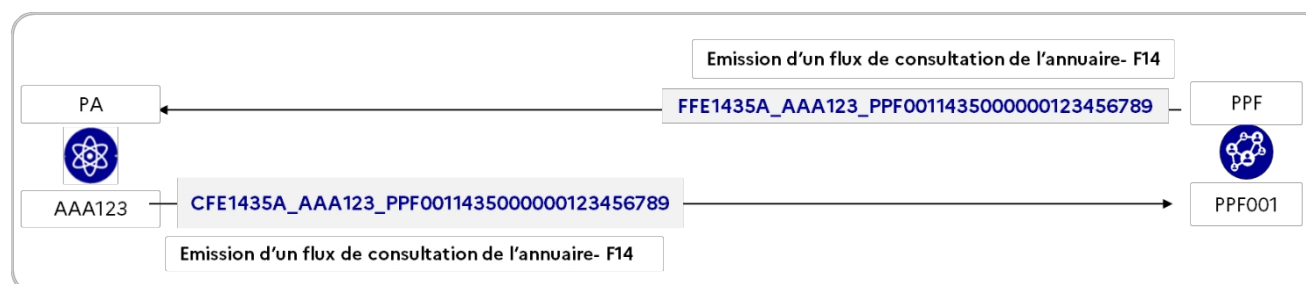 Emission d'un flux de consultation de l'annuaire- F14
PA
FFE1435A_AAA123_PPF0011435000000123456789
PPF
AAA123
CFE1435A_AAA123_PPF0011435000000123456789
PPF001
Emission d'un flux de consultation de l'annuaire- F14